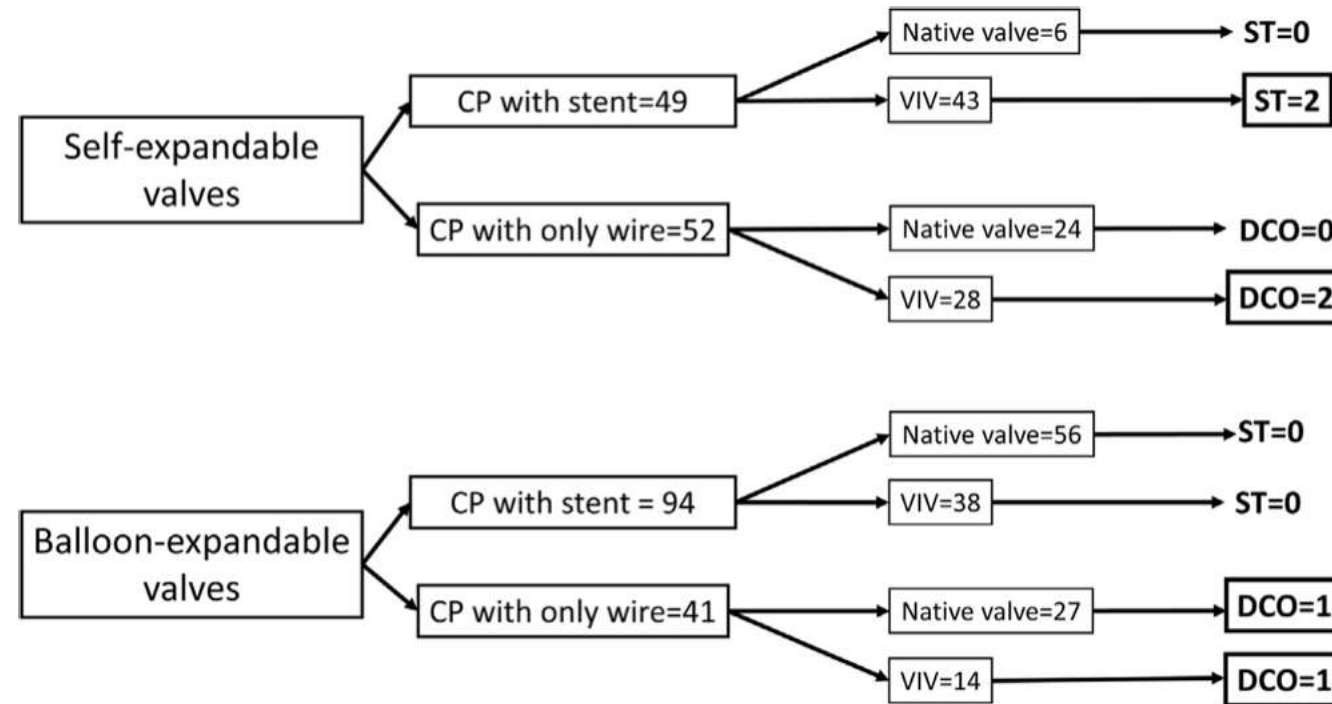 Self-expandable
valves
CP with stent=49
Native valve=6
ST=0
VIV=43
ST=2
CP with only wire=52
Native valve=24
DCO=0
VIV=28
DCO=2
Balloon-expandable
valves
CP with stent = 94
Native valve=56
ST=0
VIV=38
ST=0
CP with only wire=41
Native valve=27
DCO=1
VIV=14
DCO=1